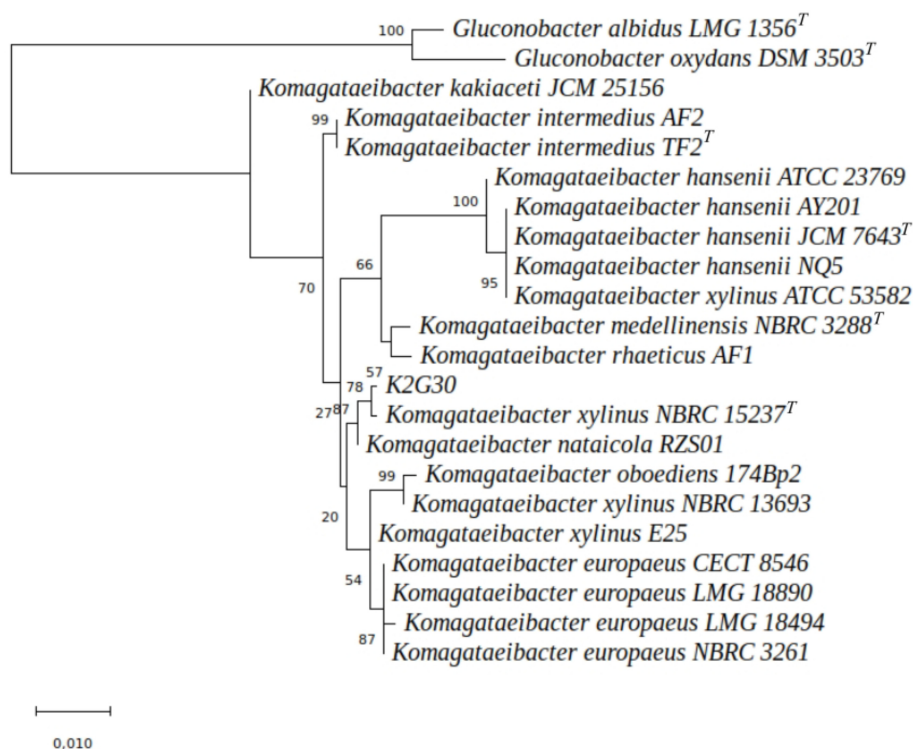 100
Gluconobacter albidus LMG 1356T
Gluconobacter oxydans DSM 3503T
Komagataeibacter kakiaceti JCM 25156
99
Komagataeibacter intermedius AF2
Komagataeibacter intermedius TF2T
Komagataeibacter hansenii ATCC 23769
100
Komagataeibacter hansenii AY201
Komagataeibacter hansenii JCM 7643T
66
Komagataeibacter hansenii NQ5
95
70
Komagataeibacter xylinus ATCC 53582
Komagataeibacter medellinensis NBRC 3288T
Komagataeibacter rhaeticus AF1
57
78
K2G30
2787
Komagataeibacter xylinus NBRC 15237T
Komagataeibacter nataicola RZS01
99
Komagataeibacter oboediens 174Bp2
Komagataeibacter xylinus NBRC 13693
20
Komagataeibacter xylinus E25
Komagataeibacter europaeus CECT 8546
54
Komagataeibacter europaeus LMG 18890
Komagataeibacter europaeus LMG 18494
87
Komagataeibacter europaeus NBRC 3261
0,010